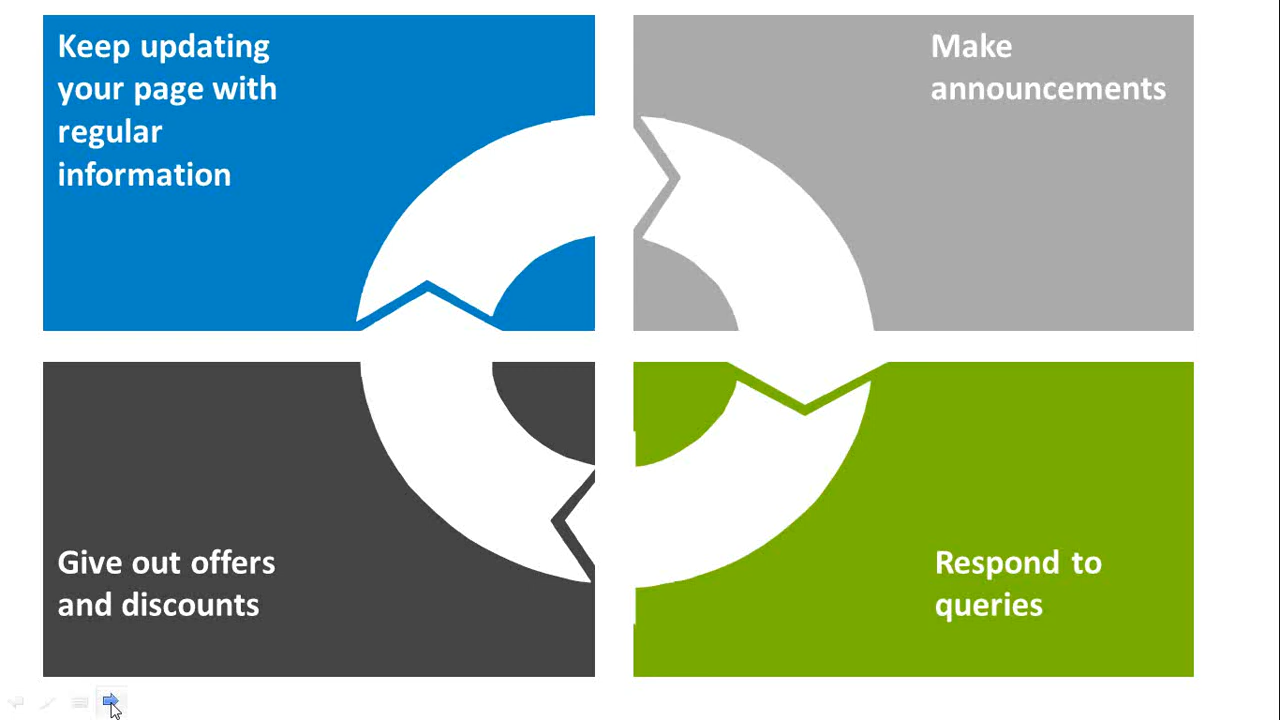 Keep updating
your page with
regular
information
Make
announcements
Give out offers
and discounts
Respond to
queries